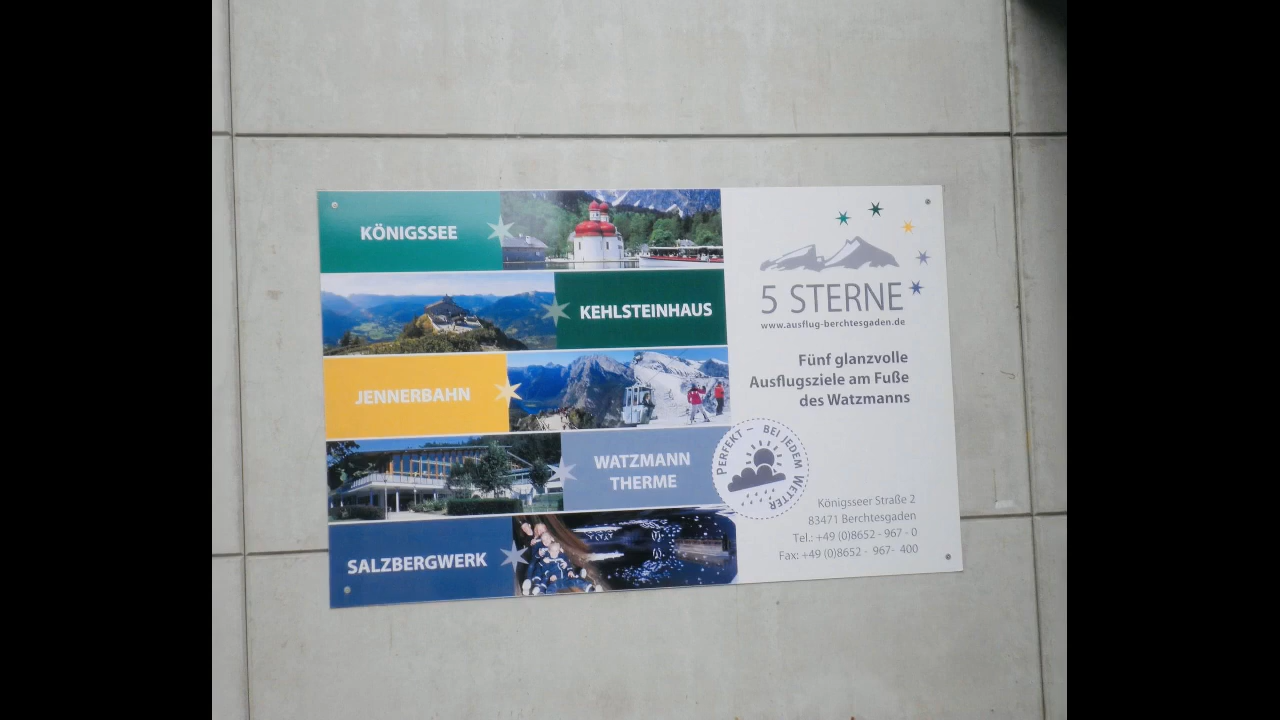 KÖNIGSSEE
KEHLSTEINHAUS
JENNERBAHN
WATZMANN
THERME
SALZBERGWERK
5 STERNE
www.ausflug-berchtesgaden.de
Fünf glanzvolle
Ausflugsziele am Fuße
des Watzmanns
PERFEKT – BEI JEDEM WETTER
Königsseer Straße 2
83471 Berchtesgaden
Tel.: +49 (0)8652 - 967 - 0
Fax: +49 (0)8652 - 967- 400